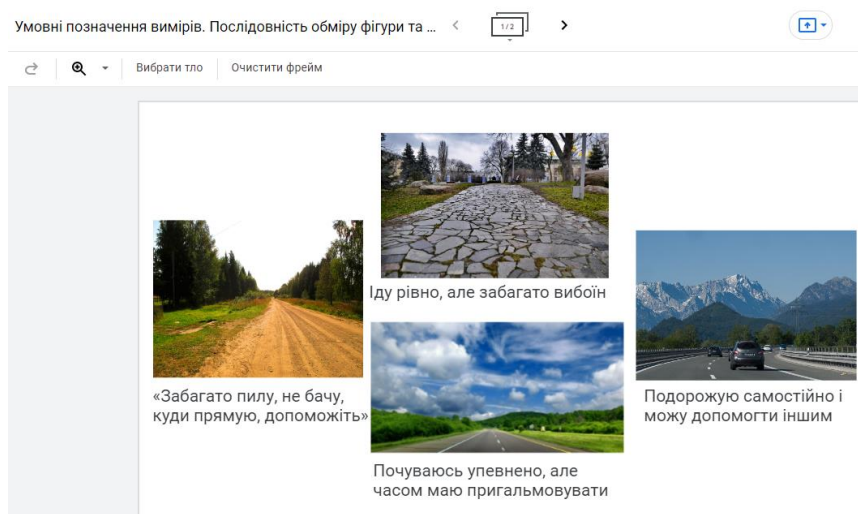 Умовні позначення вимірів. Послідовність обміру фігури та ...
1/2
Вибрати тло
Очистити фрейм
Іду рівно, але забагато вибоїн
«Забагато пилу, не бачу,
куди прямую, допоможіть»
Подорожую самостійно і
можу допомогти іншим
Почуваюсь упевнено, але
часом маю пригальмовувати